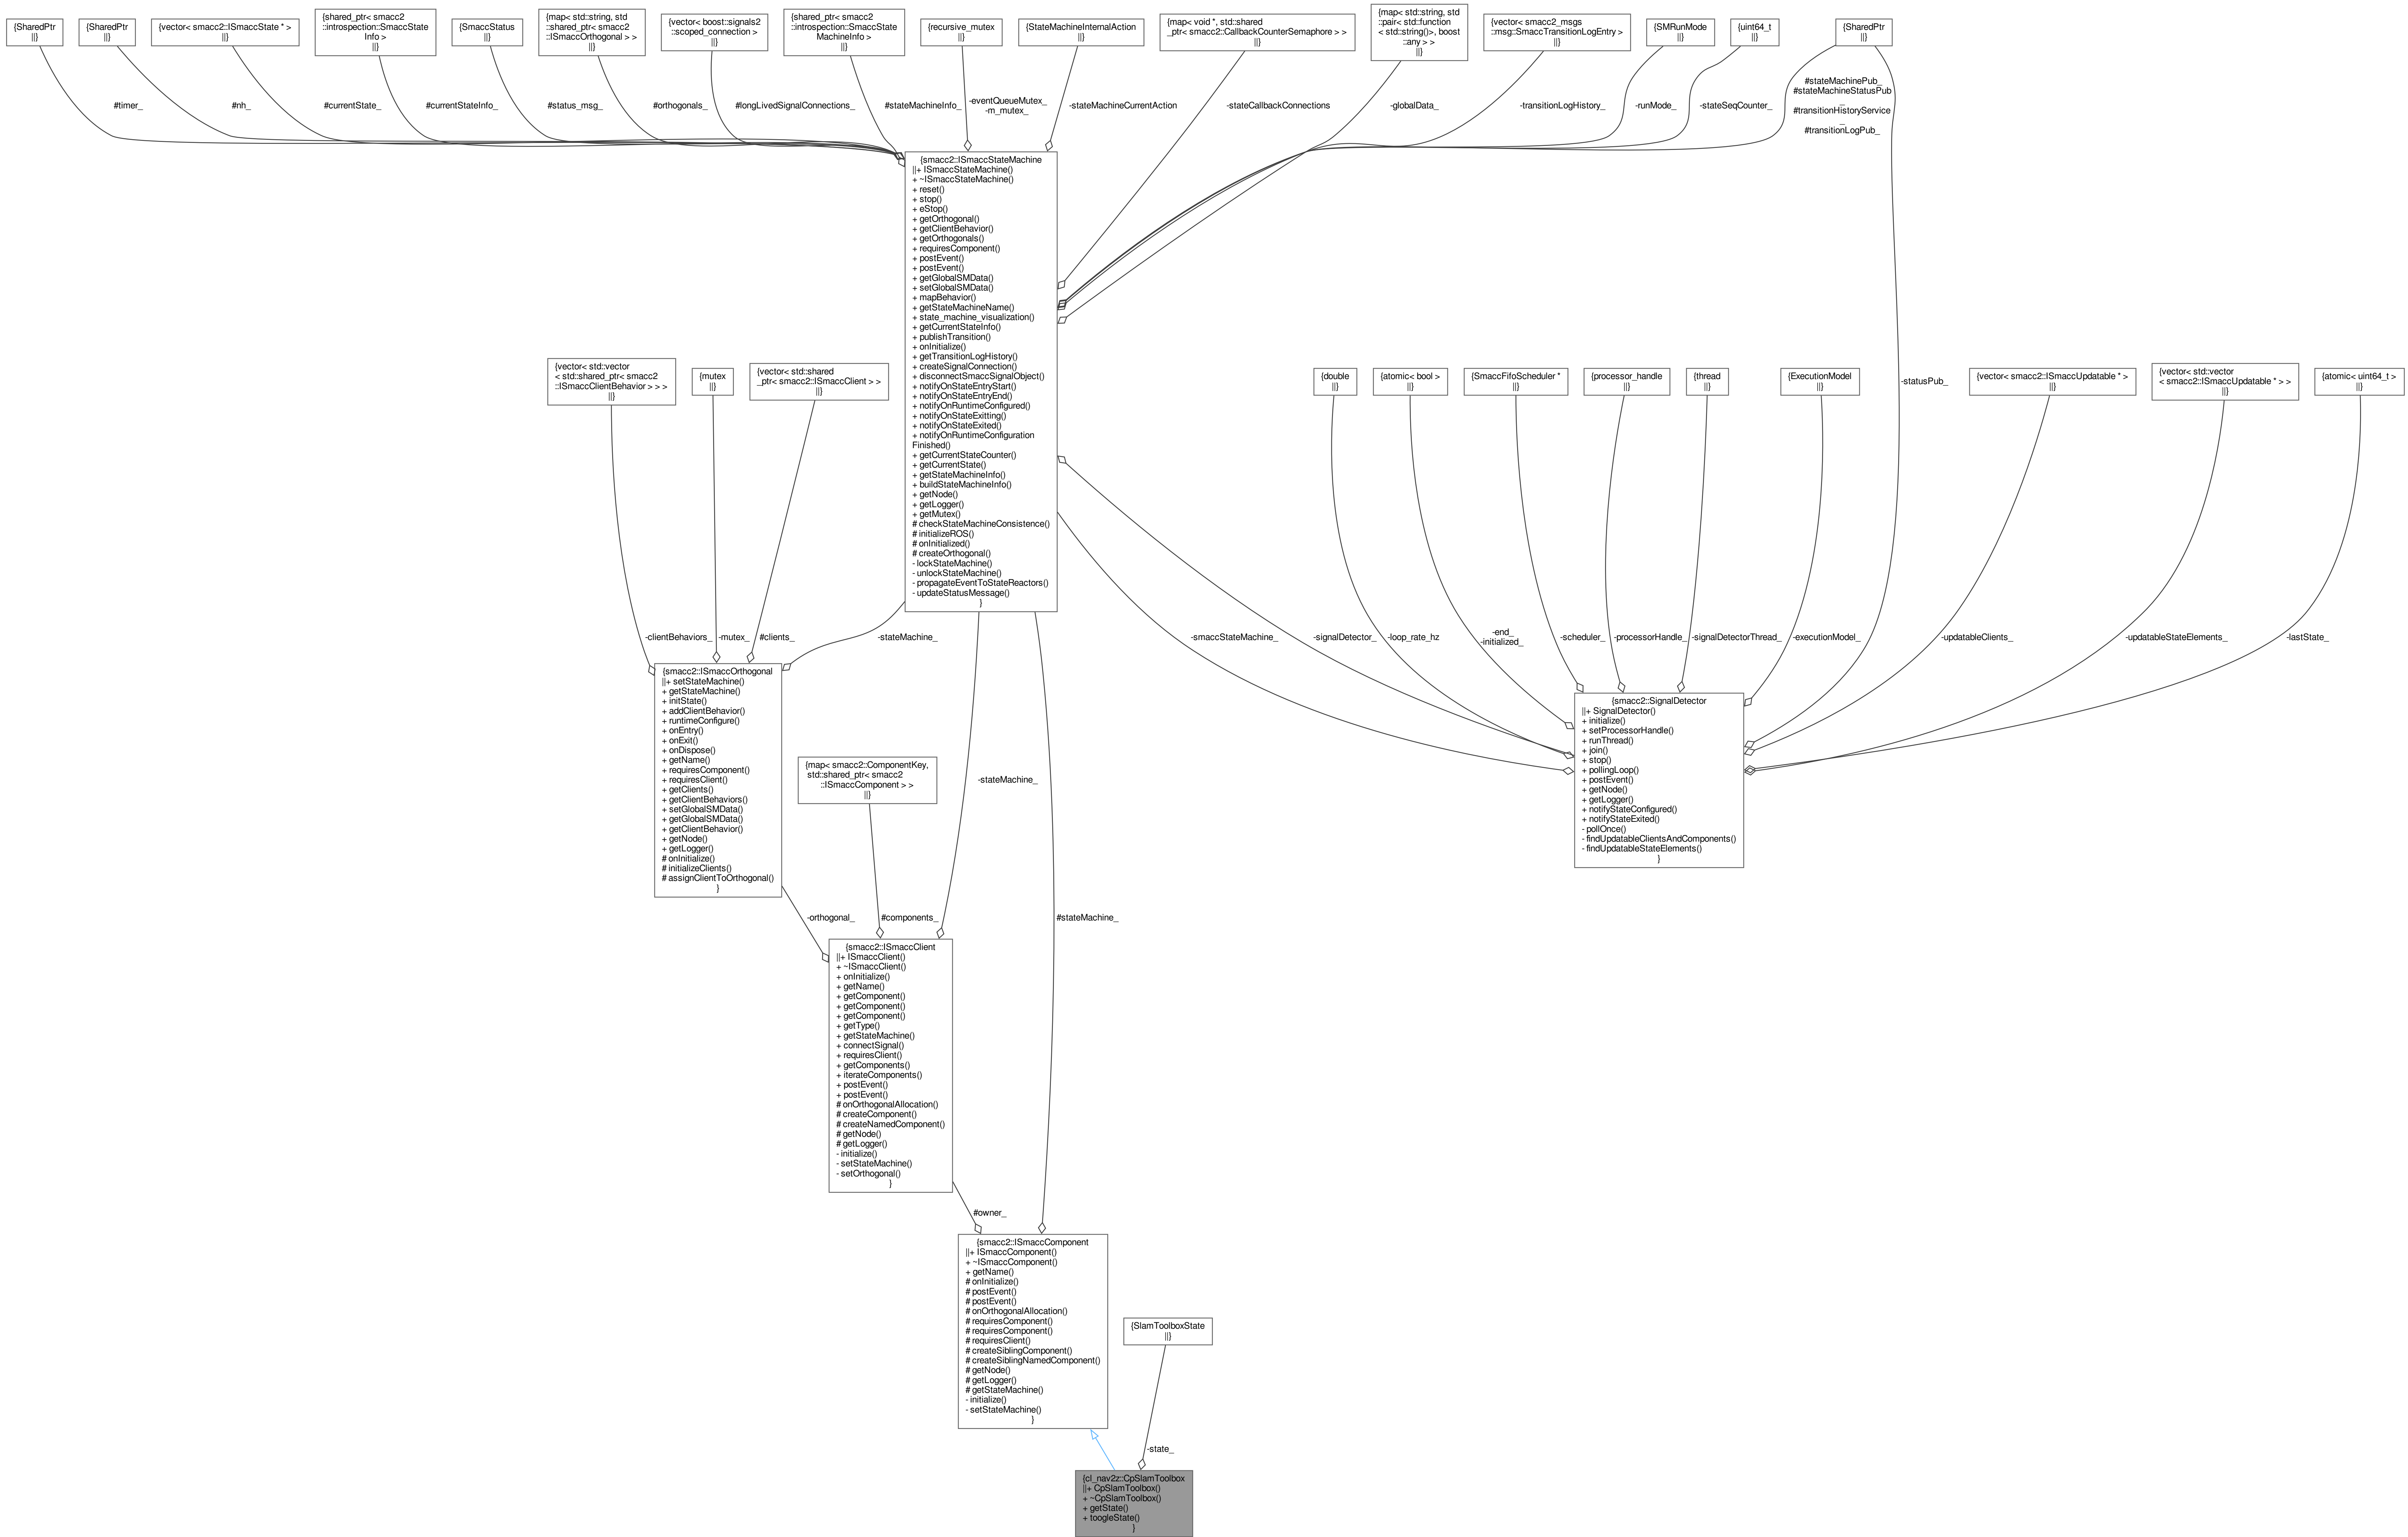 {SharedPtr
||}
{SharedPtr
||}
{vector< smacc2::ISmaccState * >
||}
{shared_ptr< smacc2
::introspection::SmaccState
Info >
||}
{SmaccStatus
||}
{map< std::string, std
::shared_ptr< smacc2
::ISmaccOrthogonal > >
||}
{vector< boost::signals2
::scoped_connection >
||}
{shared_ptr< smacc2
::introspection::SmaccState
MachineInfo >
||}
{recursive_mutex
||}
{StateMachineInternalAction
||}
{map< void *, std::shared
_ptr< smacc2::CallbackCounterSemaphore > >
||}
{map< std::string, std
::pair< std::function
< std::string()>, boost
::any > >
||}
{vector< smacc2_msgs
::msg::SmaccTransitionLogEntry >
||}
{SMRunMode
||}
{uint64_t
||}
{SharedPtr
||}
#timer_
#nh_
#currentState_
#currentStateInfo_
#status_msg_
#orthogonals_
#longLivedSignalConnections_
#stateMachineInfo_
-eventQueueMutex_
-m_mutex_
-stateMachineCurrentAction
-stateCallbackConnections
-globalData_
-transitionLogHistory_
-runMode_
-stateSeqCounter_
#stateMachinePub_
#stateMachineStatusPub
_
#transitionHistoryService
_
#transitionLogPub_
{smacc2::ISmaccStateMachine
||+ ISmaccStateMachine()
+ ~ISmaccStateMachine()
+ reset()
+ stop()
+ eStop()
+ getOrthogonal()
+ getClientBehavior()
+ getOrthogonals()
+ requiresComponent()
+ postEvent()
+ postEvent()
+ getGlobalSMData()
+ setGlobalSMData()
+ mapBehavior()
+ getStateMachineName()
+ state_machine_visualization()
+ getCurrentStateInfo()
+ publishTransition()
+ onInitialize()
+ getTransitionLogHistory()
+ createSignalConnection()
+ disconnectSmaccSignalObject()
+ notifyOnStateEntryStart()
+ notifyOnStateEntryEnd()
+ notifyOnRuntimeConfigured()
+ notifyOnStateExitting()
+ notifyOnStateExited()
+ notifyOnRuntimeConfiguration
Finished()
+ getCurrentStateCounter()
+ getCurrentState()
+ getStateMachineInfo()
+ buildStateMachineInfo()
+ getNode()
+ getLogger()
+ getMutex()
# checkStateMachineConsistence()
# initializeROS()
# onInitialized()
# createOrthogonal()
- lockStateMachine()
- unlockStateMachine()
- propagateEventToStateReactors()
- updateStatusMessage()
}
{vector< std::vector
< std::shared_ptr< smacc2
::ISmaccClientBehavior > > >
||}
{mutex
||}
{vector< std::shared
_ptr< smacc2::ISmaccClient > >
||}
{double
||}
{atomic< bool >
||}
{SmaccFifoScheduler *
||}
{processor_handle
||}
{thread
||}
{ExecutionModel
||}
-statusPub_
{vector< smacc2::ISmaccUpdatable * >
||}
{vector< std::vector
< smacc2::ISmaccUpdatable * > >
||}
{atomic< uint64_t >
||}
-clientBehaviors_
-mutex_
#clients_
-stateMachine_
-smaccStateMachine_
-signalDetector_
-loop_rate_hz
-end_
-initialized_
-scheduler_
-processorHandle_
-signalDetectorThread_
-executionModel_
-updatableClients_
-updatableStateElements_
-lastState_
{smacc2::ISmaccOrthogonal
||+ setStateMachine()
+ getStateMachine()
+ initState()
+ addClientBehavior()
+ runtimeConfigure()
+ onEntry()
+ onExit()
+ onDispose()
+ getName()
+ requiresComponent()
+ requiresClient()
+ getClients()
+ getClientBehaviors()
+ setGlobalSMData()
+ getGlobalSMData()
+ getClientBehavior()
+ getNode()
+ getLogger()
# onInitialize()
# initializeClients()
# assignClientToOrthogonal()
}
{smacc2::SignalDetector
||+ SignalDetector()
+ initialize()
+ setProcessorHandle()
+ runThread()
+ join()
+ stop()
+ pollingLoop()
+ postEvent()
+ getNode()
+ getLogger()
+ notifyStateConfigured()
+ notifyStateExited()
- pollOnce()
- findUpdatableClientsAndComponents()
- findUpdatableStateElements()
}
{map< smacc2::ComponentKey,
std::shared_ptr< smacc2
::ISmaccComponent > >
||}
-stateMachine_
-orthogonal_
#components_
#stateMachine_
{smacc2::ISmaccClient
||+ ISmaccClient()
+ ~ISmaccClient()
+ onInitialize()
+ getName()
+ getComponent()
+ getComponent()
+ getComponent()
+ getType()
+ getStateMachine()
+ connectSignal()
+ requiresClient()
+ getComponents()
+ iterateComponents()
+ postEvent()
+ postEvent()
# onOrthogonalAllocation()
# createComponent()
# createNamedComponent()
# getNode()
# getLogger()
- initialize()
- setStateMachine()
- setOrthogonal()
}
#owner_
{smacc2::ISmaccComponent
||+ ISmaccComponent()
+ ~ISmaccComponent()
+ getName()
# onInitialize()
# postEvent()
# postEvent()
# onOrthogonalAllocation()
# requiresComponent()
# requiresComponent()
# requiresClient()
# createSiblingComponent()
# createSiblingNamedComponent()
# getNode()
# getLogger()
# getStateMachine()
- initialize()
- setStateMachine()
}
{SlamToolboxState
||}
-state_
{cl_nav2z::CpSlamToolbox
||+ CpSlamToolbox()
+ ~CpSlamToolbox()
+ getState()
+ toogleState()
}